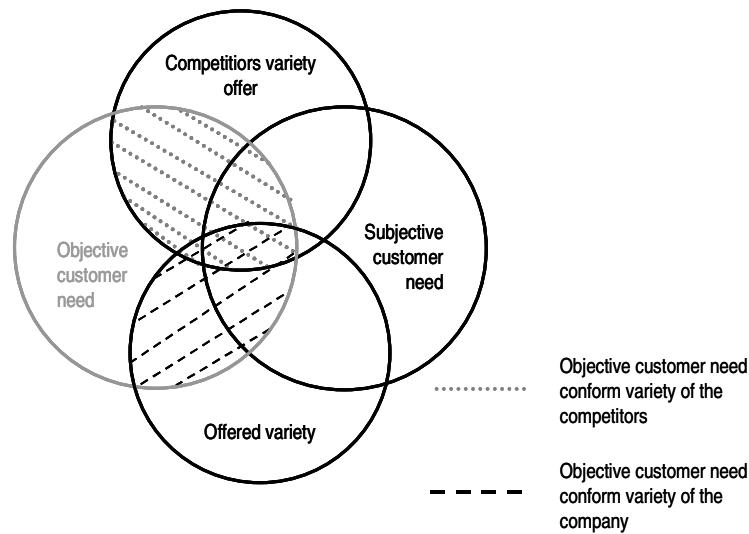 Competitiors variety
offer
Objective
customer
need
Subjective
customer
need
Offered variety
Objective customer need
conform variety of the
competitors
Objective customer need
conform variety of the
company